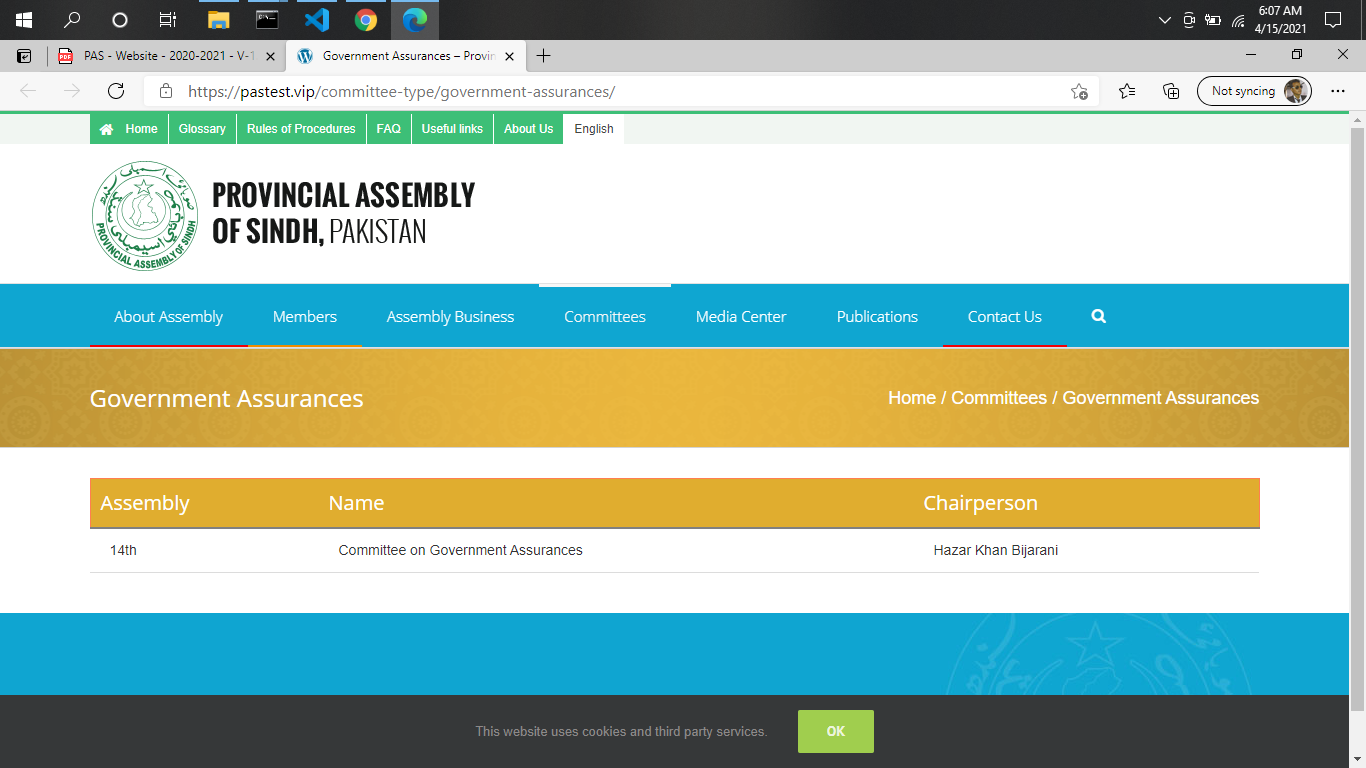 6:07 AM
4/15/2021
PAS - Website - 2020-2021 - V-1
Government Assurances – Provin
https://pastest.vip/committee-type/government-assurances/
Not syncing
Home Glossary Rules of Procedures FAQ Useful links About Us English
PROVINCIAL ASSEMBLY
OF SINDH, PAKISTAN
صوبائي اسيمبلي سنڌ
PROVINCIAL ASSEMBLY OF SINDH
About Assembly Members Assembly Business Committees Media Center Publications Contact Us
Government Assurances
Home / Committees / Government Assurances
Assembly Name Chairperson
14th Committee on Government Assurances Hazar Khan Bijarani
This website uses cookies and third party services.
OK